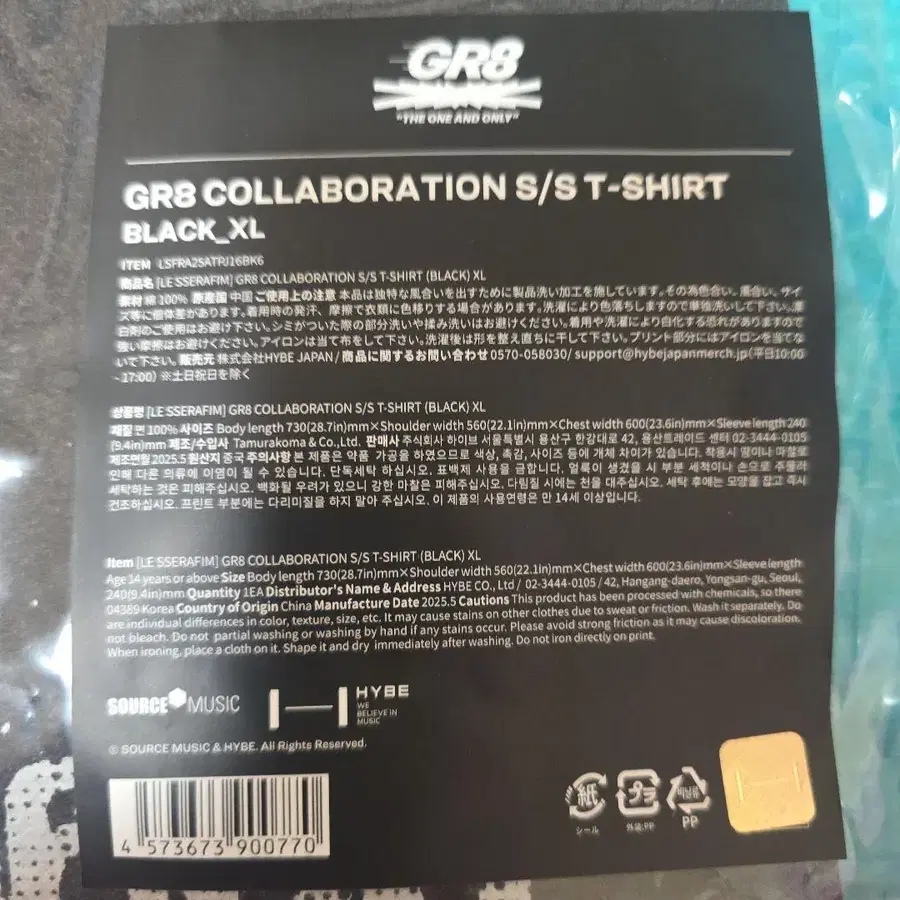 GR8
"THE ONE AND ONLY"
GR8 COLLABORATION S/S T-SHIRT
BLACK_XL
ITEM LSFRA25ATPJ16BK6
商品名 [LE SSERAFIM] GR8 COLLABORATION S/S T-SHIRT (BLACK) XL
素材 綿 100% 原産国 中国 ご使用上の注意 本品は独特な風合いを出すために製品洗い加工を施しています。その為色合い、風合い、サイ
ズ等に個体差があります。着用時の発汗、摩擦で衣類に色移りする場合があります。洗濯により色落ちしますので単独洗いして下さい。漂
白剤のご使用はお避け下さい。シミがついた際の部分洗いや揉み洗いはお避けください。着用や洗濯により白化する恐れがありますので
強い摩擦はお避けください。アイロンは当て布をして下さい。洗濯後は形を整え直ちに干して下さい。プリント部分にはアイロンを当てな
いで下さい。販売元 株式会社HYBE JAPAN / 商品に関するお問い合わせ 0570-058030/ support@hybejapanmerch.jp(平日10:00
~17:00) ※土日祝日を除く
상품명 [LE SSERAFIM] GR8 COLLABORATION S/S T-SHIRT (BLACK) XL
재질 면 100% 사이즈 Body length 730(28.7in)mm×Shoulder width 560(22.1in)mm×Chest width 600(23.6in)mm×Sleeve length 240
(9.4in)mm 제조/수입사 Tamurakoma & Co.,Ltd. 판매사 주식회사 하이브 서울특별시 용산구 한강대로 42, 용산트레이드 센터 02-3444-0105
제조연월 2025.5 원산지 중국 주의사항 본 제품은 약품 가공을 하였으므로 색상, 촉감, 사이즈 등에 개체 차이가 있습니다. 착용시 땀이나 마찰로
인해 다른 의류에 이염이 될 수 있습니다. 단독세탁 하십시오. 표백제 사용을 금합니다. 얼룩이 생겼을 시 부분 세척이나 손으로 주물러
세탁하는 것은 피해주십시오. 백화될 우려가 있으니 강한 마찰은 피해주십시오. 다림질 시에는 천을 대주십시오. 세탁 후에는 모양을 잡고 즉시
건조하십시오. 프린트 부분에는 다리미질을 하지 말아 주십시오. 이 제품의 사용연령은 만 14세 이상입니다.
Item [LE SSERAFIM] GR8 COLLABORATION S/S T-SHIRT (BLACK) XL
Age 14 years or above Size Body length 730(28.7in)mm×Shoulder width 560(22.1in)mm×Chest width 600(23.6in)mm×Sleeve length
240(9.4in)mm Quantity 1EA Distributor's Name & Address HYBE CO., Ltd / 02-3444-0105 / 42, Hangang-daero, Yongsan-gu, Seoul,
04389 Korea Country of Origin China Manufacture Date 2025.5 Cautions This product has been processed with chemicals, so there
are individual differences in color, texture, size, etc. It may cause stains on other clothes due to sweat or friction. Wash it separately. Do
not bleach. Do not partial washing or washing by hand if any stains occur. Please avoid strong friction as it may cause discoloration.
When ironing, place a cloth on it. Shape it and dry immediately after washing. Do not iron directly on print.
SOURCE MUSIC
HYBE
WE
BELIEVE IN
MUSIC
© SOURCE MUSIC & HYBE. All Rights Reserved.
4 573673 900770
紙
シール
プラ
外装:PP
비닐류
PP